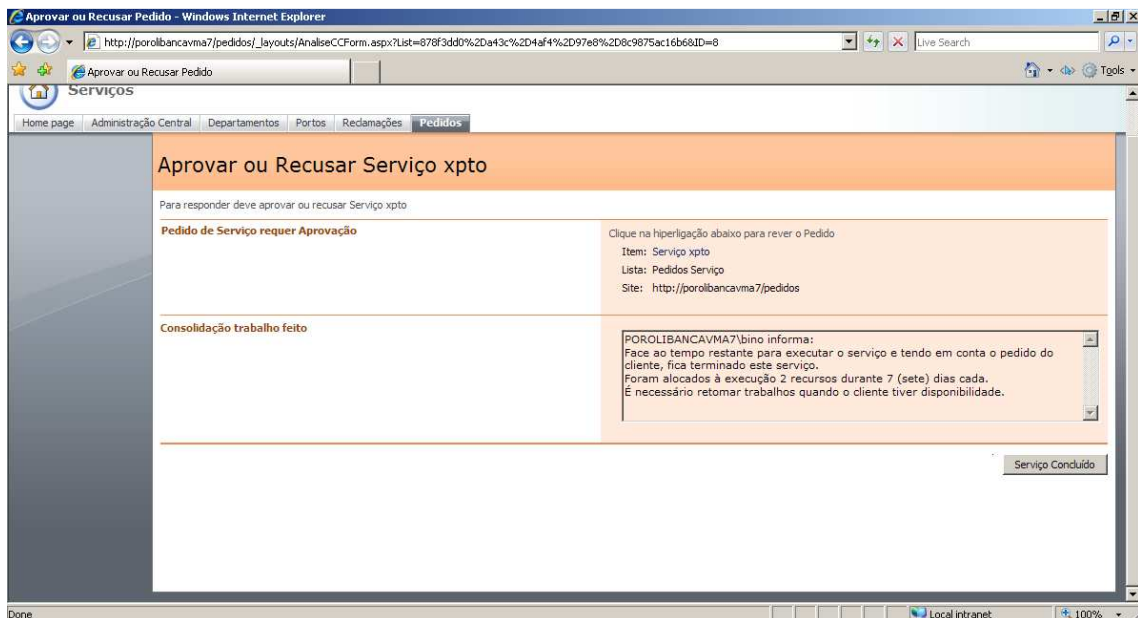 Aprovar ou Recusar Pedido - Windows Internet Explorer
http://porolibancavma7/pedidos/_layouts/AnaliseCCForm.aspx?List=878f3dd0%2Da43c%2D4af4%2D97e8%2D8c9875ac16b6&ID=8
Live Search
Aprovar ou Recusar Pedido
Tools
Serviços
Home page Administração Central Departamentos Portos Reclamações Pedidos
Aprovar ou Recusar Serviço xpto
Para responder deve aprovar ou recusar Serviço xpto
Pedido de Serviço requer Aprovação
Clique na hiperligação abaixo para rever o Pedido
Item: Serviço xpto
Lista: Pedidos Serviço
Site: http://porolibancavma7/pedidos
Consolidação trabalho feito
POROLIBANCAVMA7\bino informa:
Face ao tempo restante para executar o serviço e tendo em conta o pedido do
cliente, fica terminado este serviço.
Foram alocados à execução 2 recursos durante 7 (sete) dias cada.
É necessário retomar trabalhos quando o cliente tiver disponibilidade.
Serviço Concluído
Done
Local intranet
100%